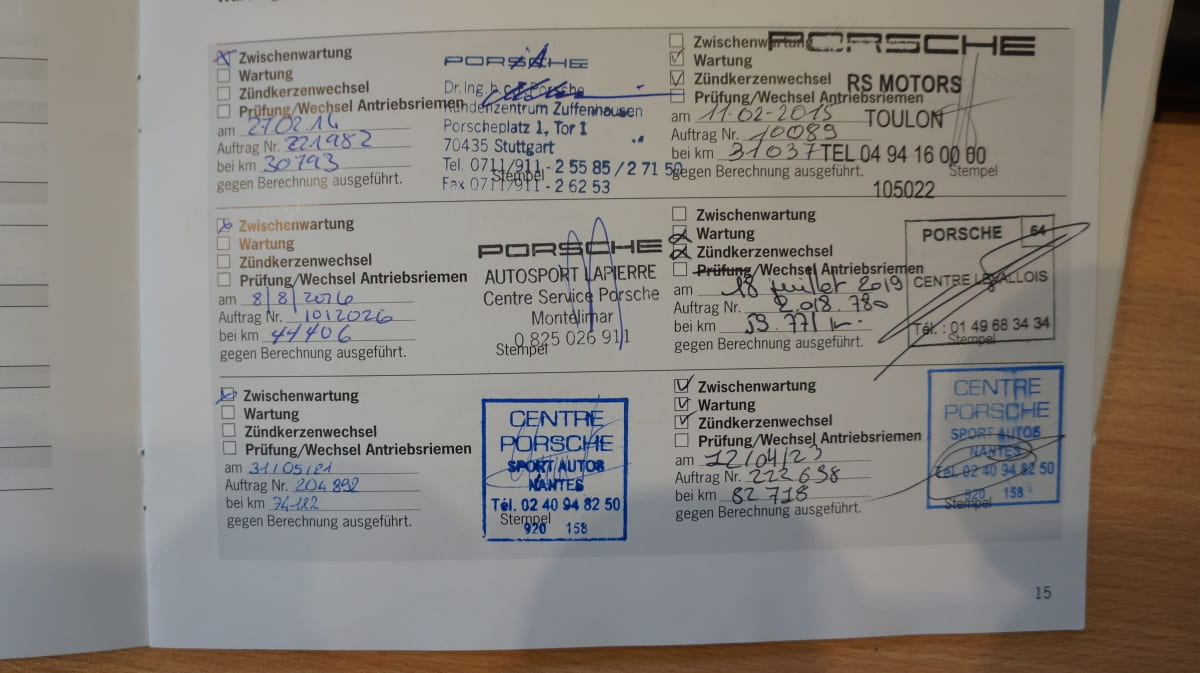 Zwischenwartung
Wartung
Zündkerzenwechsel
Prüfung/Wechsel Antriebsriemen
am 27.02.14
Auftrag Nr. 221982
bei km 30793
gegen Berechnung ausgeführt.
PORSCHE
Dr. Ing. h.c. F. Porsche
Kundenzentrum Zuffenhausen
Porscheplatz 1, Tor 1
70435 Stuttgart
Tel. 0711/911 - 2 55 85 / 2 71 50
Fax 0711/911 - 2 62 53
Stempel
Zwischenwartung
Wartung
Zündkerzenwechsel
Prüfung/Wechsel Antriebsriemen
am 11-02-2015
Auftrag Nr. 10089
bei km 31037
gegen Berechnung ausgeführt.
PORSCHE
RS MOTORS
TOULON
TEL 04 94 16 00 80
Stempel
105022
Zwischenwartung
Wartung
Zündkerzenwechsel
Prüfung/Wechsel Antriebsriemen
am 8/8/2016
Auftrag Nr. 1012026
bei km 44406
gegen Berechnung ausgeführt.
PORSCHE
AUTOSPORT LAPIERRE
Centre Service Porsche
Montélimar
0 825 026 911
Stempel
Zwischenwartung
Wartung
Zündkerzenwechsel
Prüfung/Wechsel Antriebsriemen
am 18 juillet 2019
Auftrag Nr. 2.018.780
bei km 59.771 km.
gegen Berechnung ausgeführt.
PORSCHE 64
CENTRE LEVALLOIS
Tél. : 01 49 68 34 34
Stempel
Zwischenwartung
Wartung
Zündkerzenwechsel
Prüfung/Wechsel Antriebsriemen
am 31/05/21
Auftrag Nr. 204892
bei km 74122
gegen Berechnung ausgeführt.
CENTRE
PORSCHE
SPORT AUTOS
NANTES
Tél. 02 40 94 82 50
Stempel
920 158
Zwischenwartung
Wartung
Zündkerzenwechsel
Prüfung/Wechsel Antriebsriemen
am 12/04/23
Auftrag Nr. 222638
bei km 82718
gegen Berechnung ausgeführt.
CENTRE
PORSCHE
SPORT AUTOS
NANTES
Tél. 02 40 94 82 50
920 158
Stempel
15